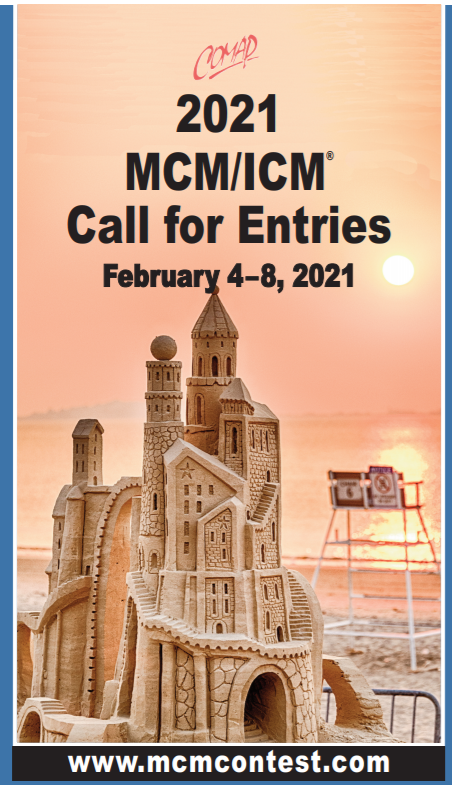 COMAP
2021
MCM/ICM®
Call for Entries
February 4–8, 2021
www.mcmcontest.com